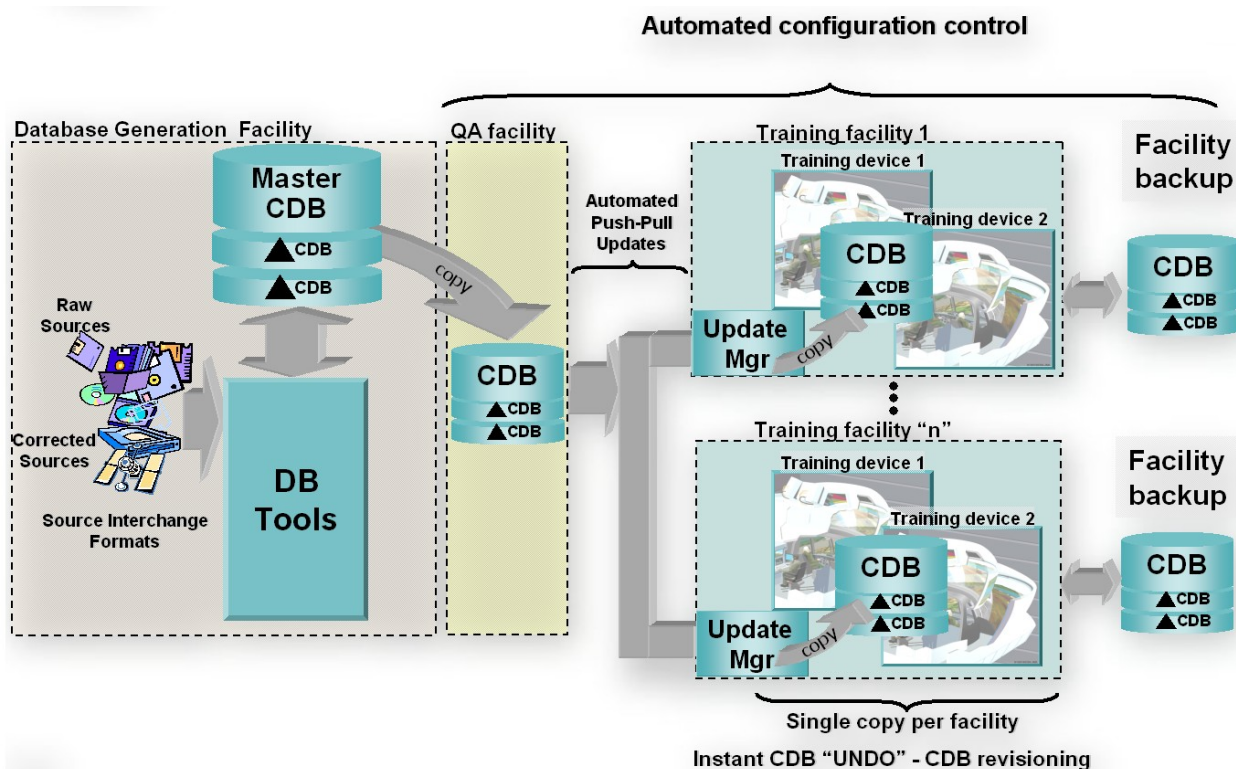 Automated configuration control
Database Generation Facility
QA facility
Training facility 1
Facility
backup
Master
CDB
▲CDB
▲CDB
copy
Raw
Sources
Corrected
Sources
Source Interchange
Formats
DB
Tools
CDB
▲CDB
▲CDB
Automated
Push-Pull
Updates
Training device 1
Training device 2
CDB
▲CDB
▲CDB
Update
Mgr
copy
CDB
▲CDB
▲CDB
Training facility “n”
Training device 1
Training device 2
CDB
▲CDB
▲CDB
Update
Mgr
copy
Facility
backup
CDB
▲CDB
▲CDB
Single copy per facility
Instant CDB “UNDO” - CDB revisioning